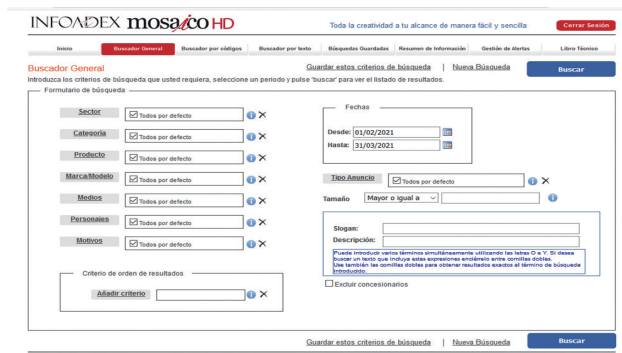 INFOADEX mosaico HD
Toda la creatividad a tu alcance de manera fácil y sencilla
Cerrar Sesión
Inicio
Buscador General
Buscador por códigos
Buscador por texto
Búsquedas Guardadas
Resumen de Información
Gestión de Alertas
Libro Técnico
Buscador General
Guardar estos criterios de búsqueda | Nueva Búsqueda
Buscar
Introduzca los criterios de búsqueda que usted requiera, seleccione un periodo y pulse 'buscar' para ver el listado de resultados.
Formulario de búsqueda
Sector
Todos por defecto
Categoria
Todos por defecto
Producto
Todos por defecto
Marca/Modelo
Todos por defecto
Medios
Todos por defecto
Personajes
Todos por defecto
Motivos
Todos por defecto
Criterio de orden de resultados
Añadir criterio
Fechas
Desde: 01/02/2021
Hasta: 31/03/2021
Tipo Anuncio
Todos por defecto
Tamaño
Mayor o igual a
Slogan:
Descripción:
Puede introducir varios términos simultáneamente utilizando las letras O e Y. Si desea
buscar un texto que incluya estas expresiones enciérrelo entre comillas dobles.
Use también las comillas dobles para obtener resultados exactos al término de búsqueda
introducido.
Excluir concesionarios
Guardar estos criterios de búsqueda | Nueva Búsqueda
Buscar